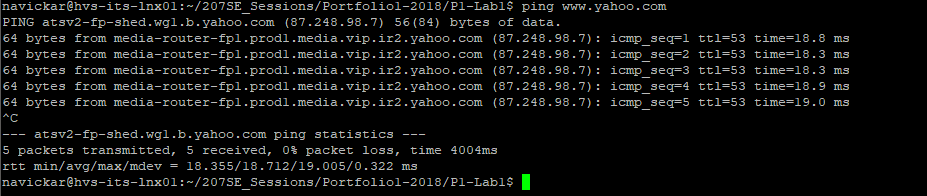 navickar@hvs-its-lnx01:~/207SE_Sessions/Portfolio1-2018/P1-Lab1$ ping www.yahoo.com
PING atsv2-fp-shed.wg1.b.yahoo.com (87.248.98.7) 56(84) bytes of data.
64 bytes from media-router-fp1.prod1.media.vip.ir2.yahoo.com (87.248.98.7): icmp_seq=1 ttl=53 time=18.8 ms
64 bytes from media-router-fp1.prod1.media.vip.ir2.yahoo.com (87.248.98.7): icmp_seq=2 ttl=53 time=18.3 ms
64 bytes from media-router-fp1.prod1.media.vip.ir2.yahoo.com (87.248.98.7): icmp_seq=3 ttl=53 time=18.3 ms
64 bytes from media-router-fp1.prod1.media.vip.ir2.yahoo.com (87.248.98.7): icmp_seq=4 ttl=53 time=18.9 ms
64 bytes from media-router-fp1.prod1.media.vip.ir2.yahoo.com (87.248.98.7): icmp_seq=5 ttl=53 time=19.0 ms
^C
--- atsv2-fp-shed.wg1.b.yahoo.com ping statistics ---
5 packets transmitted, 5 received, 0% packet loss, time 4004ms
rtt min/avg/max/mdev = 18.355/18.712/19.005/0.322 ms
navickar@hvs-its-lnx01:~/207SE_Sessions/Portfolio1-2018/P1-Lab1$